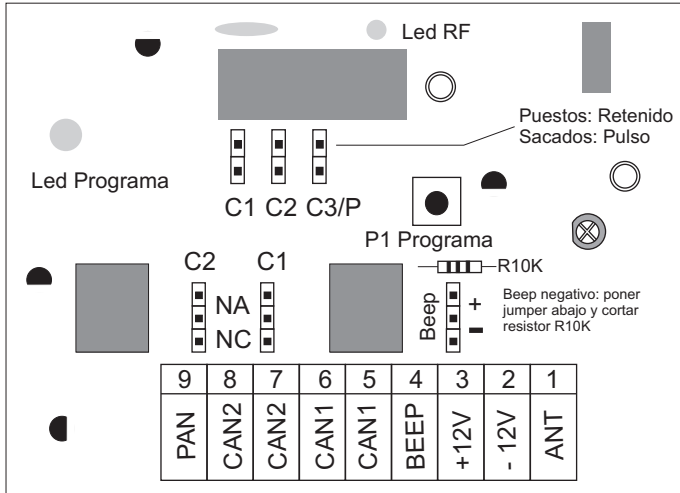 Led RF
Puestos: Retenido
Sacados: Pulso
Led Programa
C1 C2 C3/P
P1 Programa
C2 C1
R10K
NA
NC
Beep
+
-
Beep negativo: poner
jumper abajo y cortar
resistor R10K
9 8 7 6 5 4 3 2 1
PAN CAN2 CAN2 CAN1 CAN1 BEEP +12V - 12V ANT